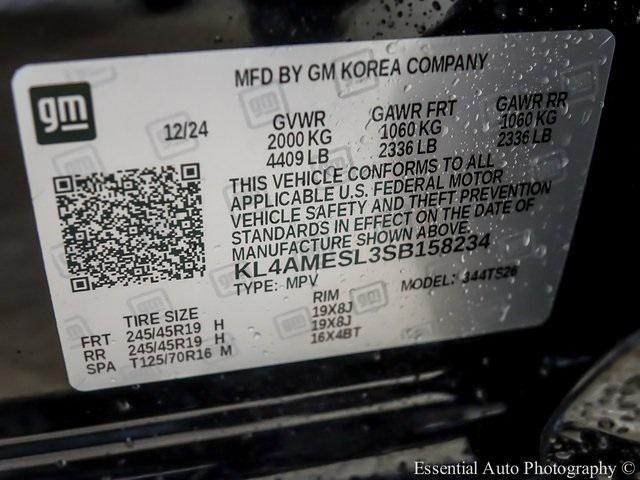 MFD BY GM KOREA COMPANY
gm
12/24
GVWR
2000 KG
4409 LB
GAWR FRT
1060 KG
2336 LB
GAWR RR
1060 KG
2336 LB
THIS VEHICLE CONFORMS TO ALL
APPLICABLE U.S. FEDERAL MOTOR
VEHICLE SAFETY AND THEFT PREVENTION
STANDARDS IN EFFECT ON THE DATE OF
MANUFACTURE SHOWN ABOVE.
KL4AMESL3SB158234
TYPE: MPV MODEL: 344TS26
TIRE SIZE RIM
FRT 245/45R19 H 19X8J
RR 245/45R19 H 19X8J
SPA T125/70R16 M 16X4BT
Essential Auto Photography ©